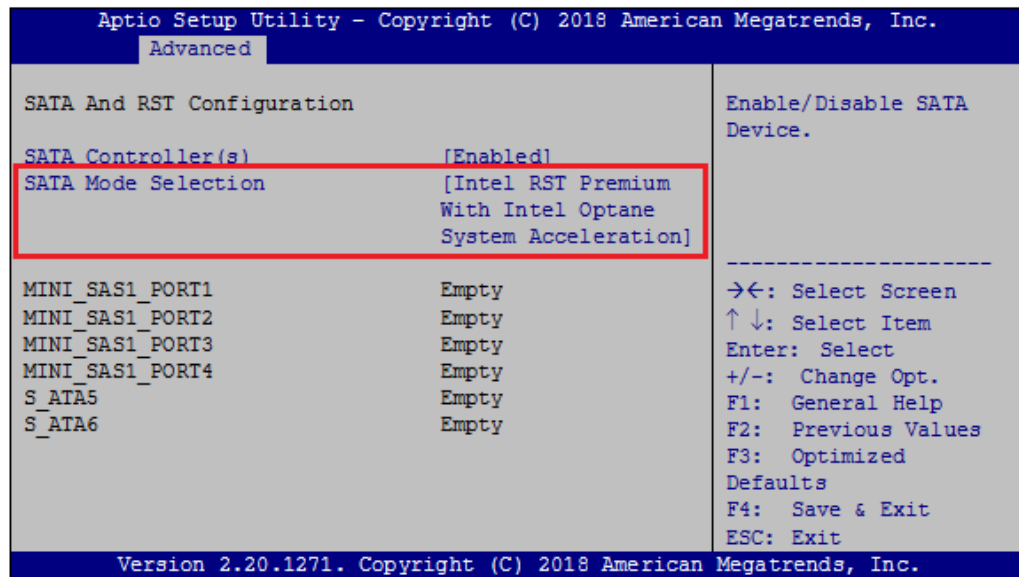 Aptio Setup Utility – Copyright (C) 2018 American Megatrends, Inc.
Advanced
SATA And RST Configuration
SATA Controller(s) [Enabled]
SATA Mode Selection [Intel RST Premium
With Intel Optane
System Acceleration]
MINI_SAS1_PORT1 Empty
MINI_SAS1_PORT2 Empty
MINI_SAS1_PORT3 Empty
MINI_SAS1_PORT4 Empty
S_ATA5 Empty
S_ATA6 Empty
Enable/Disable SATA
Device.
----------------------
→←: Select Screen
↑ ↓: Select Item
Enter: Select
+/-: Change Opt.
F1: General Help
F2: Previous Values
F3: Optimized
Defaults
F4: Save & Exit
ESC: Exit
Version 2.20.1271. Copyright (C) 2018 American Megatrends, Inc.